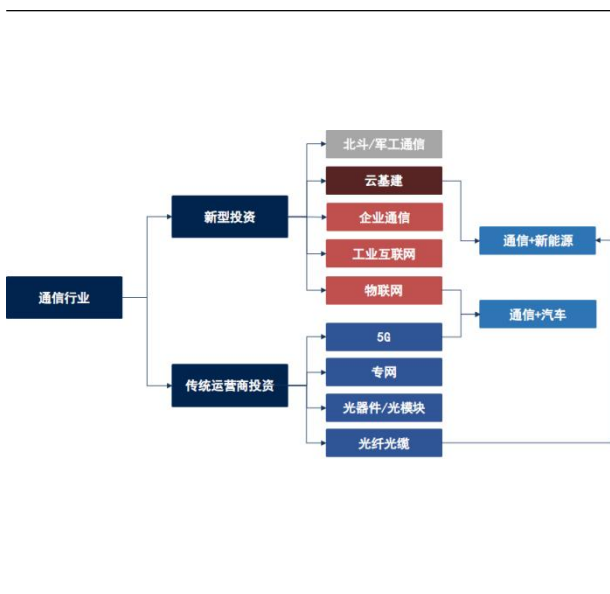 北斗/军工通信
云基建
新型投资
企业通信
通信+新能源
工业互联网
物联网
通信行业
通信+汽车
5G
专网
传统运营商投资
光器件/光模块
光纤光缆